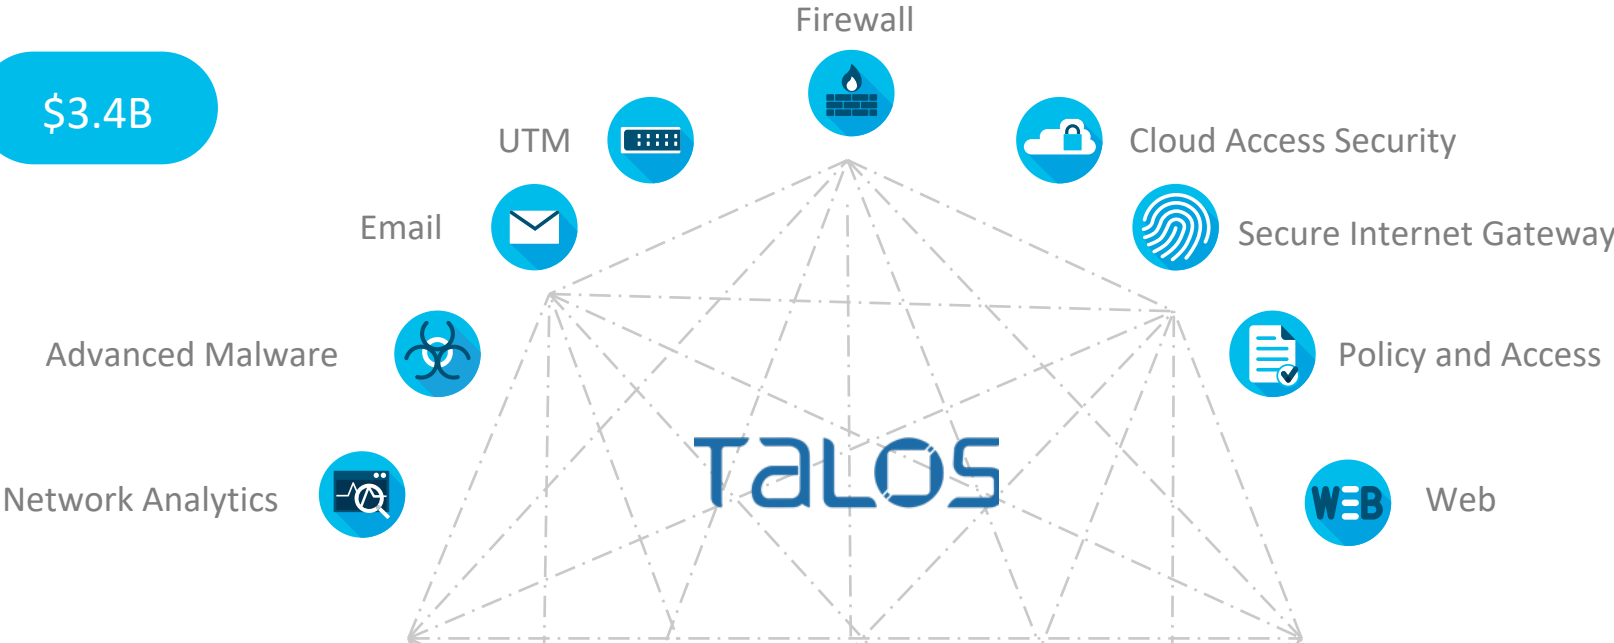 Firewall
$3.4B
UTM
Cloud Access Security
Email
Secure Internet Gateway
Advanced Malware
Policy and Access
TALOS
Network Analytics
WEB
Web